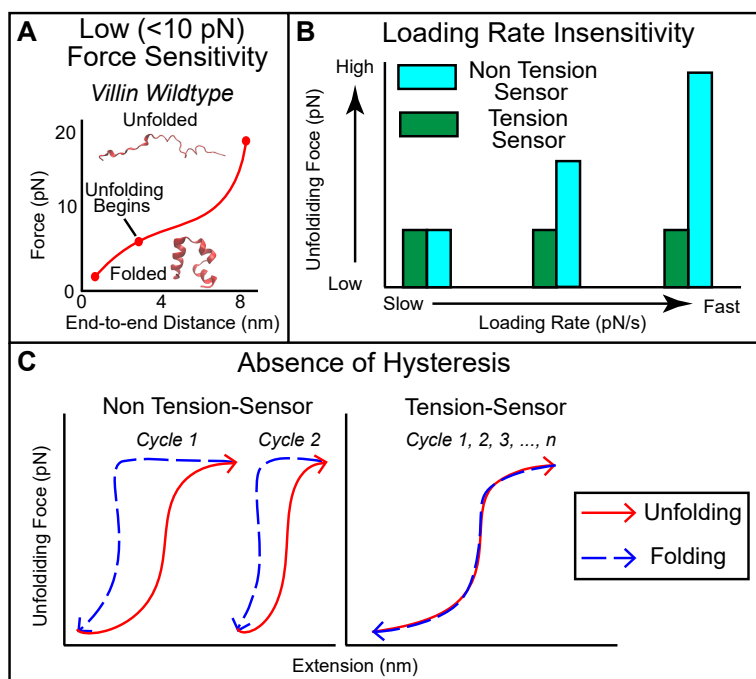 A
Low (<10 pN)
Force Sensitivity
Villin Wildtype
Unfolded
20
Unfolding
Begins
10
Folded
0
Force (pN)
0
4
8
End-to-end Distance (nm)
B
Loading Rate Insensitivity
High
Non Tension
Sensor
Tension
Sensor
Unfoldiding Foce (pN)
Low
Slow
Fast
Loading Rate (pN/s)
C
Absence of Hysteresis
Non Tension-Sensor
Tension-Sensor
Cycle 1
Cycle 2
Cycle 1, 2, 3, ..., n
Unfoldiding Foce (pN)
Unfolding
Folding
Extension (nm)